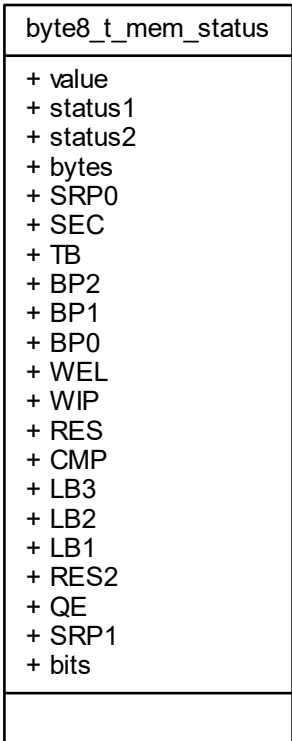 byte8_t_mem_status
+ value
+ status1
+ status2
+ bytes
+ SRP0
+ SEC
+ TB
+ BP2
+ BP1
+ BP0
+ WEL
+ WIP
+ RES
+ CMP
+ LB3
+ LB2
+ LB1
+ RES2
+ QE
+ SRP1
+ bits